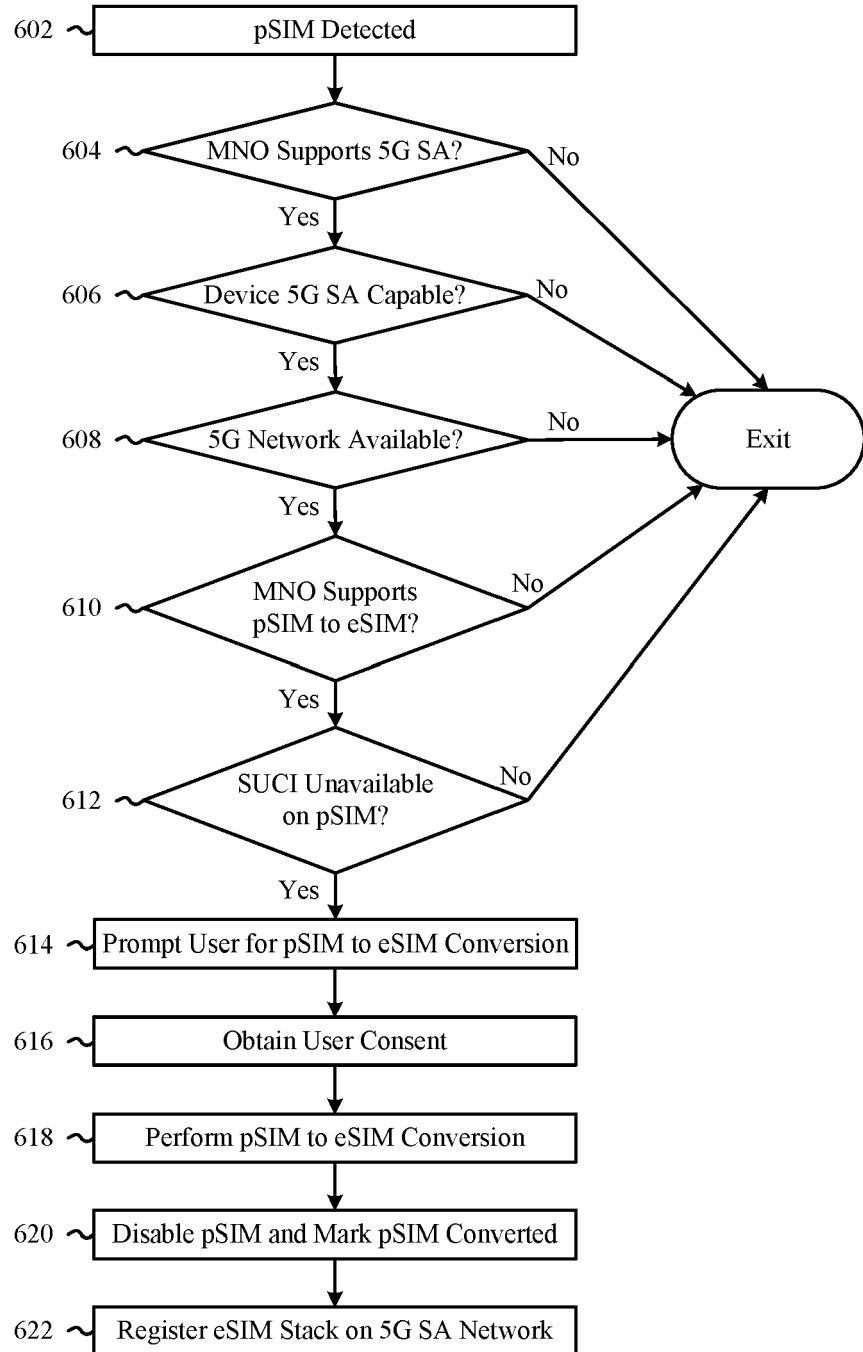 602
pSIM Detected
604
MNO Supports 5G SA?
No
Yes
606
Device 5G SA Capable?
No
Yes
608
5G Network Available?
No
Exit
Yes
610
MNO Supports
pSIM to eSIM?
No
Yes
612
SUCI Unavailable
on pSIM?
No
Yes
614
Prompt User for pSIM to eSIM Conversion
616
Obtain User Consent
618
Perform pSIM to eSIM Conversion
620
Disable pSIM and Mark pSIM Converted
622
Register eSIM Stack on 5G SA Network